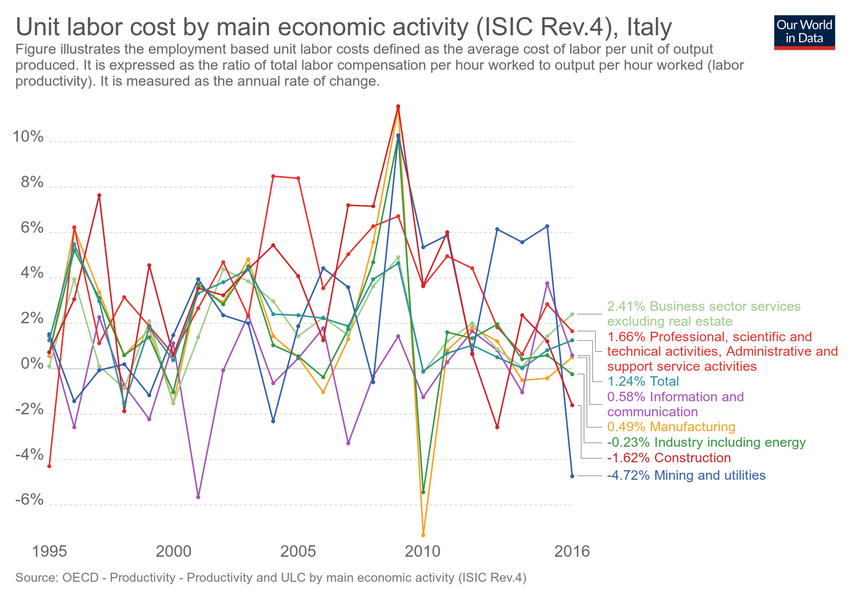 Unit labor cost by main economic activity (ISIC Rev.4), Italy
Our World
in Data
Figure illustrates the employment based unit labor costs defined as the average cost of labor per unit of output
produced. It is expressed as the ratio of total labor compensation per hour worked to output per hour worked (labor
productivity). It is measured as the annual rate of change.
10%
8%
6%
4%
2%
0%
-2%
-4%
-6%
1995
2000
2005
2010
2016
2.41% Business sector services
excluding real estate
1.66% Professional, scientific and
technical activities, Administrative and
support service activities
1.24% Total
0.58% Information and
communication
0.49% Manufacturing
-0.23% Industry including energy
-1.62% Construction
-4.72% Mining and utilities
Source: OECD - Productivity - Productivity and ULC by main economic activity (ISIC Rev.4)